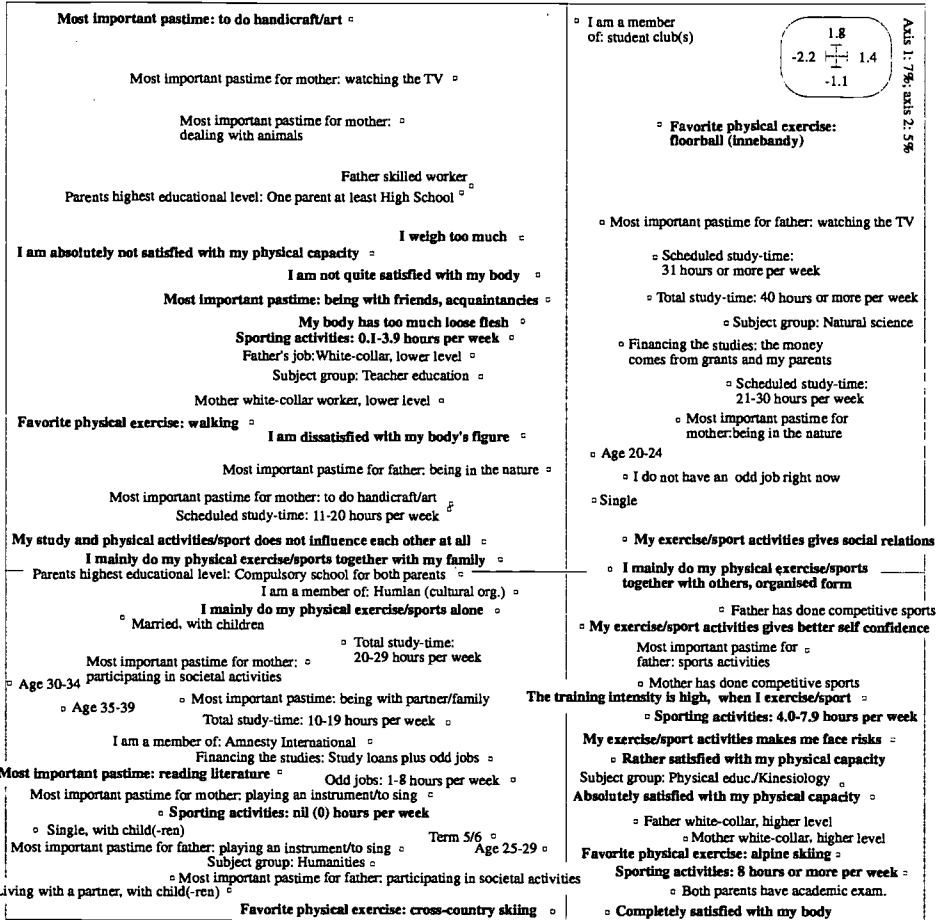 Most important pastime: to do handicraft/art
I am a member
of: student club(s)
1.8
-2.2
1.4
-1.1
Axis 1: 7%; axis 2: 5%
Most important pastime for mother: watching the TV
Most important pastime for mother:
dealing with animals
Favorite physical exercise:
floorball (innebandy)
Father skilled worker
Parents highest educational level: One parent at least High School
Most important pastime for father: watching the TV
I weigh too much
I am absolutely not satisfied with my physical capacity
Scheduled study-time:
31 hours or more per week
I am not quite satisfied with my body
Most important pastime: being with friends, acquaintancies
Total study-time: 40 hours or more per week
My body has too much loose flesh
Subject group: Natural science
Sporting activities: 0.1-3.9 hours per week
Father's job:White-collar, lower level
Financing the studies: the money
comes from grants and my parents
Subject group: Teacher education
Scheduled study-time:
21-30 hours per week
Mother white-collar worker, lower level
Favorite physical exercise: walking
Most important pastime for
mother:being in the nature
I am dissatisfied with my body's figure
Age 20-24
Most important pastime for father: being in the nature
I do not have an odd job right now
Most important pastime for mother: to do handicraft/art
Single
Scheduled study-time: 11-20 hours per week
My study and physical activities/sport does not influence each other at all
My exercise/sport activities gives social relations
I mainly do my physical exercise/sports together with my family
I mainly do my physical exercise/sports
together with others, organised form
Parents highest educational level: Compulsory school for both parents
I am a member of: Humlan (cultural org.)
I mainly do my physical exercise/sports alone
Father has done competitive sports
Married, with children
My exercise/sport activities gives better self confidence
Total study-time:
20-29 hours per week
Most important pastime for
father: sports activities
Most important pastime for mother:
participating in societal activities
Age 30-34
Mother has done competitive sports
Most important pastime: being with partner/family
The training intensity is high, when I exercise/sport
Age 35-39
Total study-time: 10-19 hours per week
Sporting activities: 4.0-7.9 hours per week
I am a member of: Amnesty International
My exercise/sport activities makes me face risks
Financing the studies: Study loans plus odd jobs
Rather satisfied with my physical capacity
Most important pastime: reading literature
Odd jobs: 1-8 hours per week
Subject group: Physical educ./Kinesiology
Most important pastime for mother: playing an instrument/to sing
Absolutely satisfied with my physical capacity
Sporting activities: nil (0) hours per week
Father white-collar, higher level
Single, with child(-ren)
Term 5/6
Mother white-collar, higher level
Most important pastime for father: playing an instrument/to sing
Age 25-29
Favorite physical exercise: alpine skiing
Subject group: Humanities
Sporting activities: 8 hours or more per week
Most important pastime for father: participating in societal activities
Living with a partner, with child(-ren)
Both parents have academic exam.
Favorite physical exercise: cross-country skiing
Completely satisfied with my body